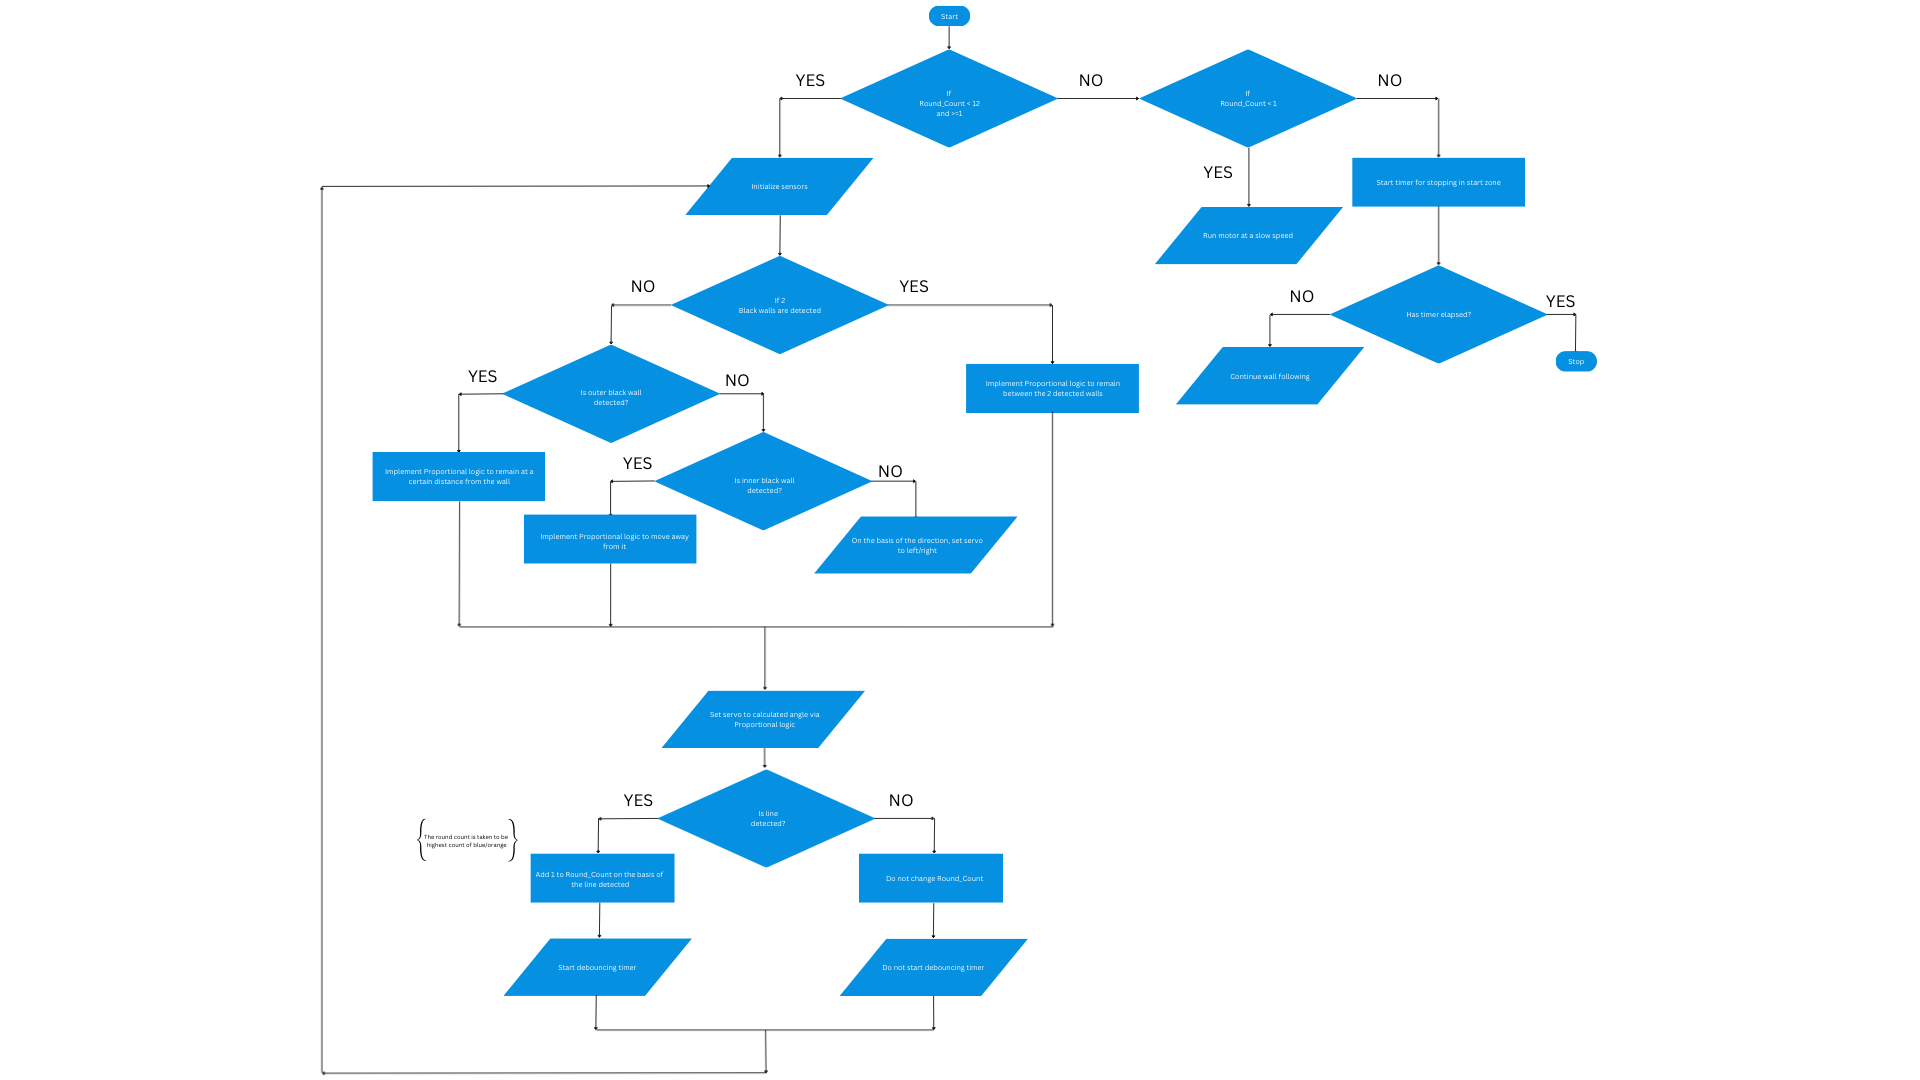 Start
YES
NO
NO
If
Round_Count < 12
and >=1
If
Round_Count < 1
YES
Initialize sensors
Start timer for stopping in start zone
Run motor at a slow speed
NO
YES
If 2
Black walls are detected
NO
YES
Has timer elapsed?
Stop
YES
NO
Is outer black wall
detected?
Implement Proportional logic to remain
between the 2 detected walls
Continue wall following
YES
NO
Implement Proportional logic to remain at a
certain distance from the wall
Is inner black wall
detected?
Implement Proportional logic to move away
from it
On the basis of the direction, set servo
to left/right
Set servo to calculated angle via
Proportional logic
YES
NO
Is line
detected?
The round count is taken to be
highest count of blue/orange
Add 1 to Round_Count on the basis of
the line detected
Do not change Round_Count
Start debouncing timer
Do not start debouncing timer